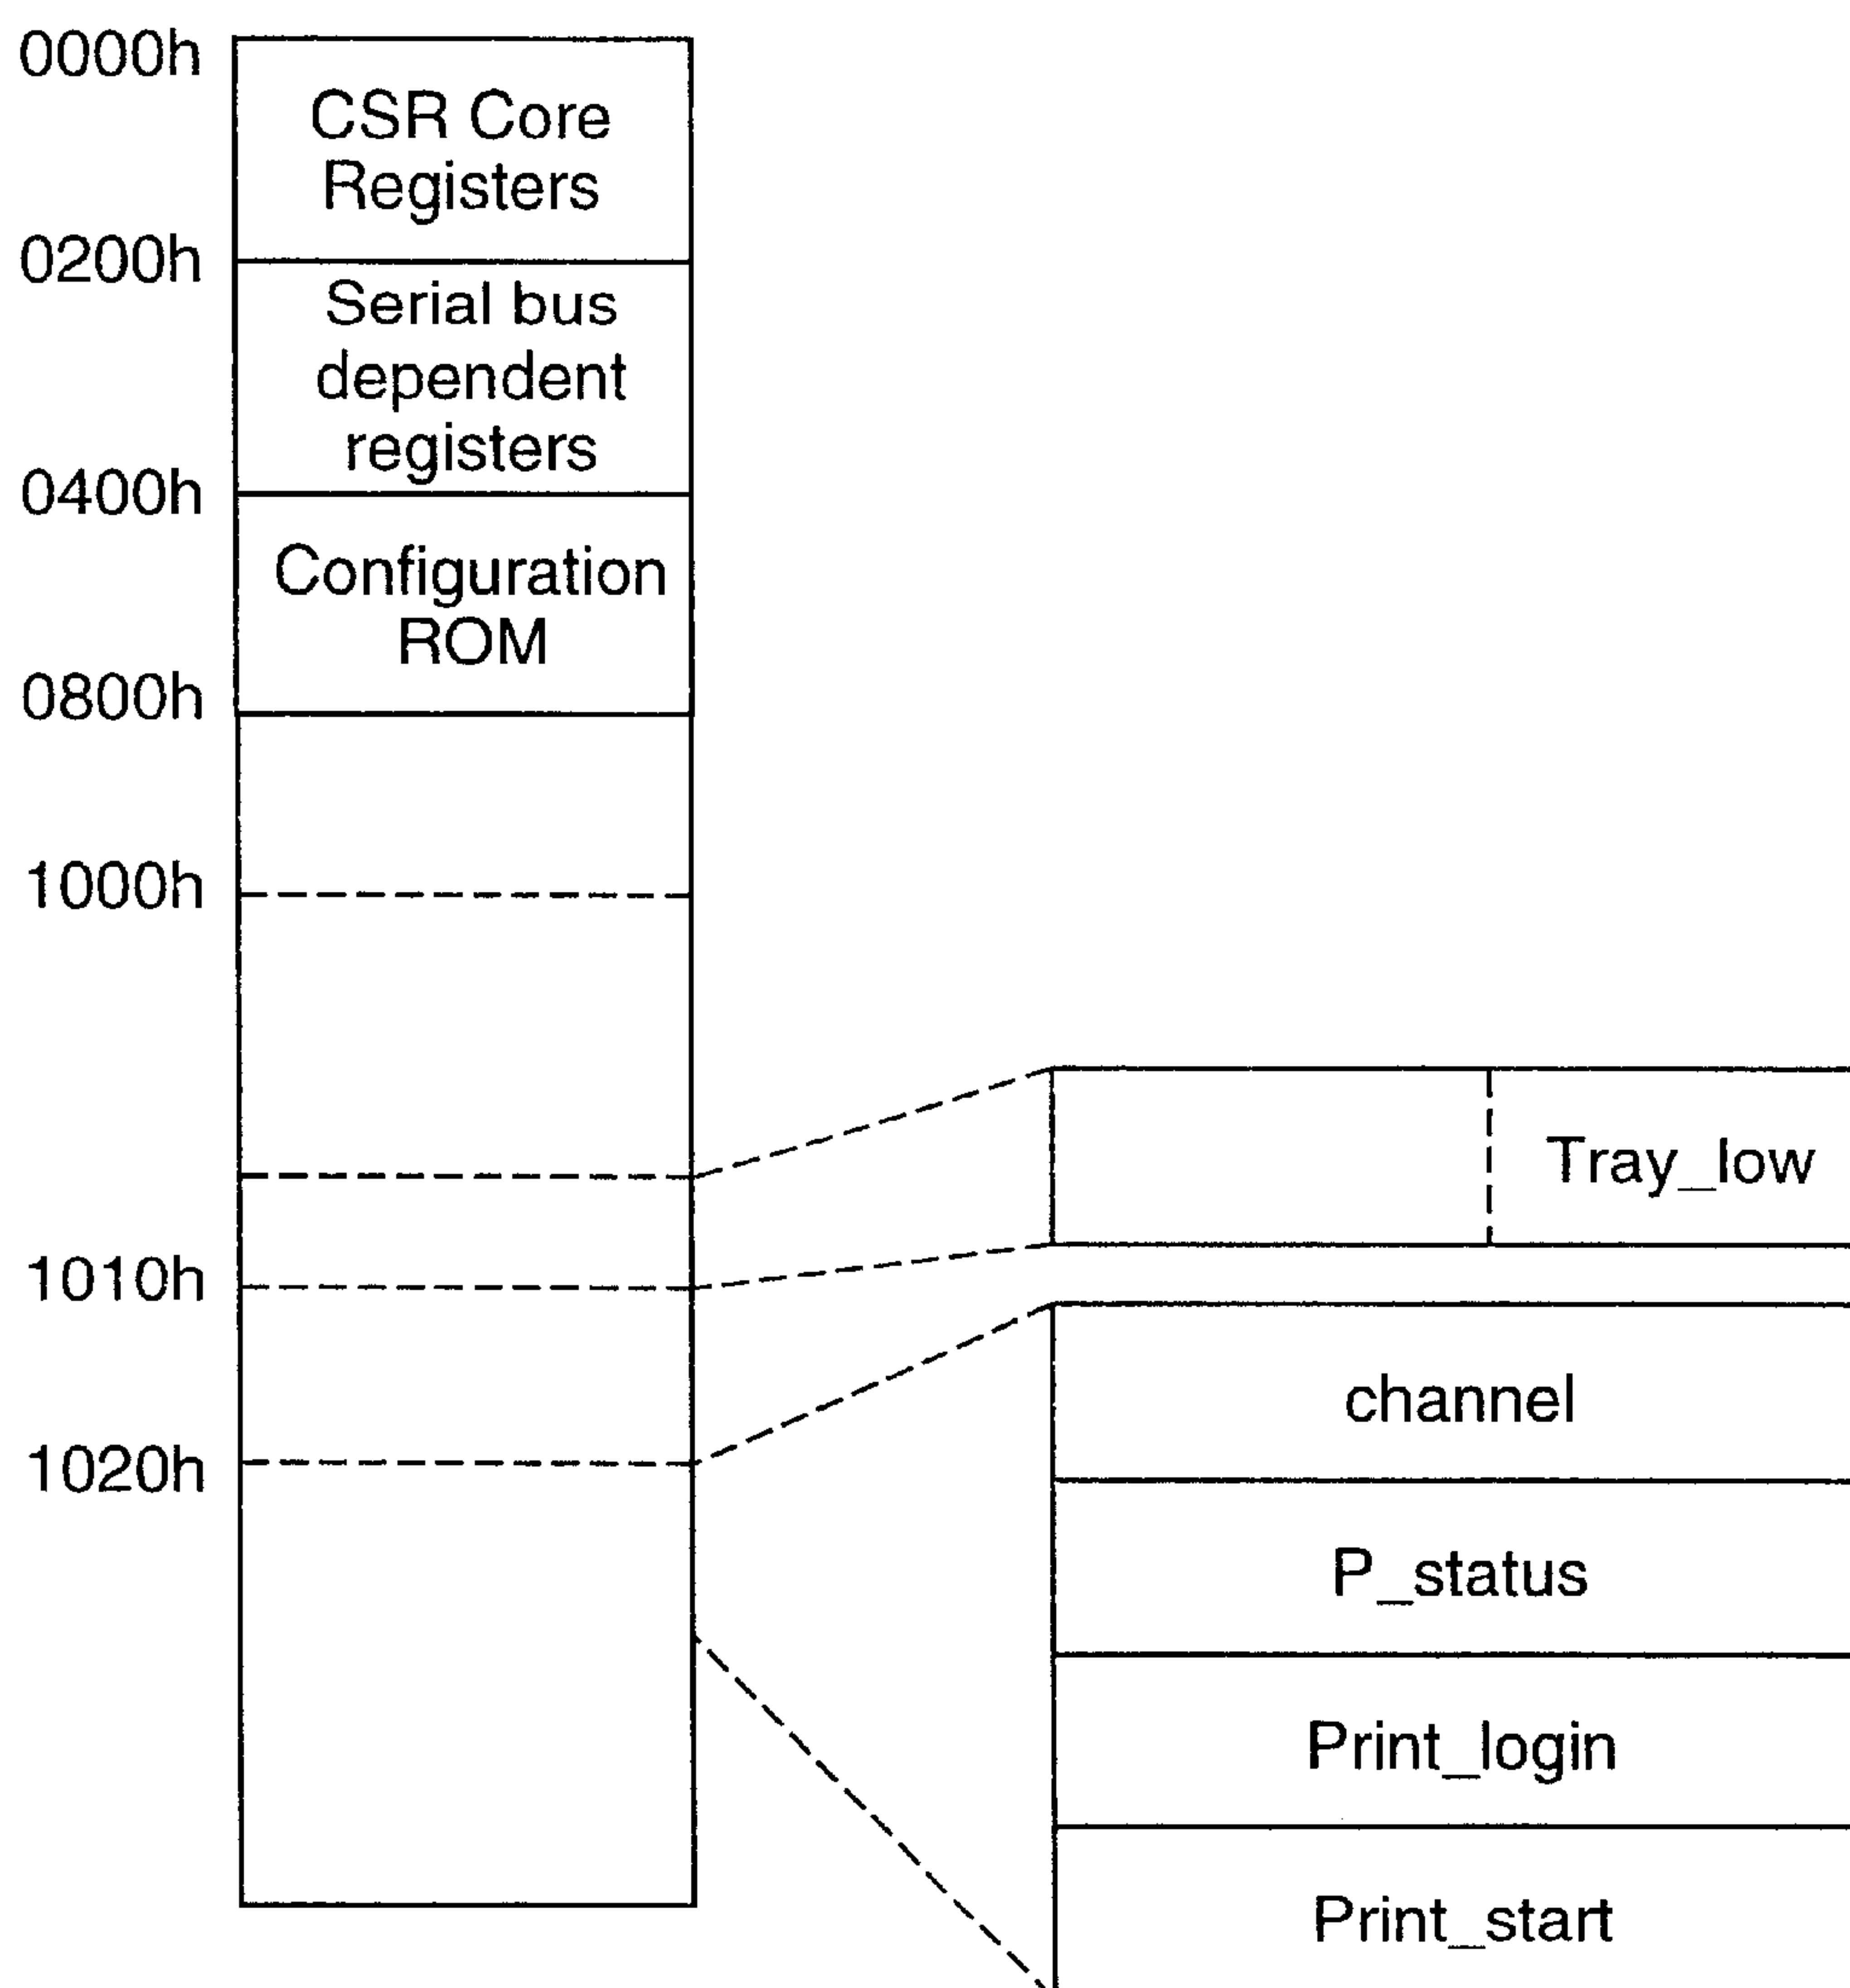 0000h
CSR Core
Registers
0200h
Serial bus
dependent
registers
0400h
Configuration
ROM
0800h
1000h
Tray_low
1010h
channel
1020h
P_status
Print_login
Print_start